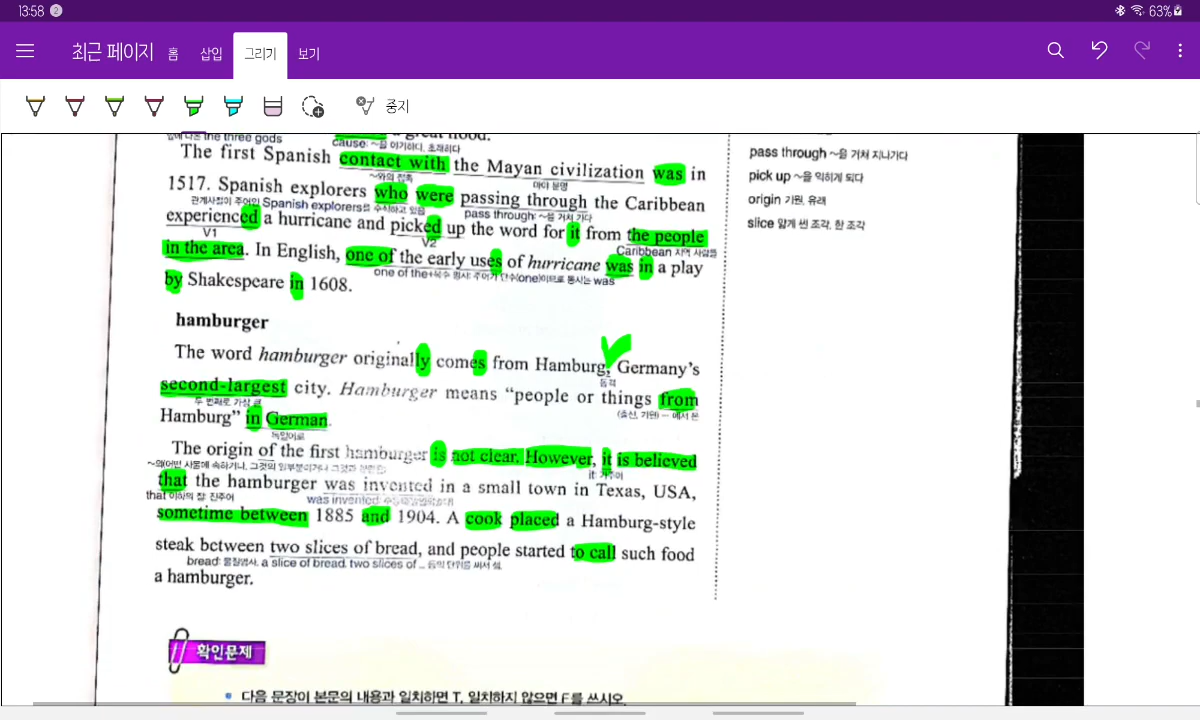 13:58 2 63%
최근 페이지 홈 삽입 그리기 보기
중지
the three gods
cause: ~을 야기하다, 초래하다
The first Spanish contact with the Mayan civilization was in
~와의 접촉 마야 문명
1517. Spanish explorers who were passing through the Caribbean
관계사절이 주어인 Spanish explorers를 수식하고 있음 pass through: ~을 거쳐 가다
experienced a hurricane and picked up the word for it from the people
V1 V2 Caribbean 지역 사람들
in the area. In English, one of the early uses of hurricane was in a play
one of the+복수 명사: 주어가 단수(one)이므로 동사는 was
by Shakespeare in 1608.
hamburger
The word hamburger originally comes from Hamburg, Germany's
동격
second-largest city. Hamburger means "people or things from
두 번째로 가장 큰 (출신, 기원) ~에서 온
Hamburg" in German.
독일어로
The origin of the first hamburger is not clear. However, it is believed
it: 가주어
that the hamburger was invented in a small town in Texas, USA,
that 이하의 절: 진주어 was invented:
sometime between 1885 and 1904. A cook placed a Hamburg-style
steak between two slices of bread, and people started to call such food
bread: 물질명사. a slice of bread, two slices of ... 등의 단위를 써서 셈.
a hamburger.
확인문제
다음 문장이 본문의 내용과 일치하면 T, 일치하지 않으면 F를 쓰시오.
pass through ~을 거쳐 지나가다
pick up ~을 익히게 되다
origin 기원, 유래
slice 얇게 썬 조각, 한 조각